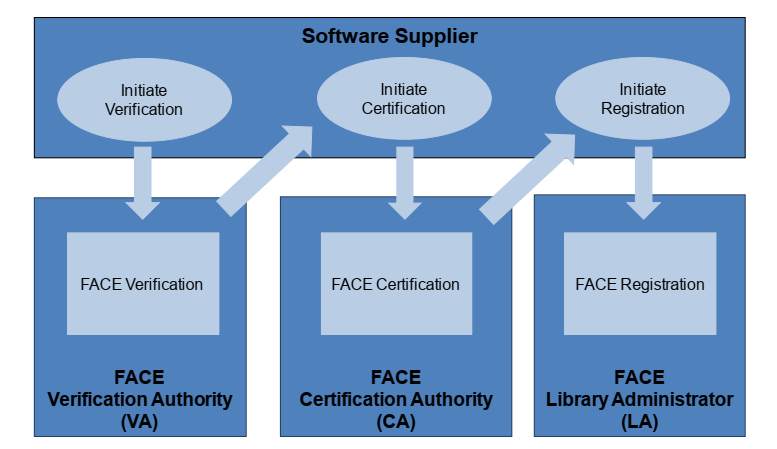 Software Supplier
Initiate
Verification
Initiate
Certification
Initiate
Registration
FACE Verification
FACE Certification
FACE Registration
FACE
Verification Authority
(VA)
FACE
Certification Authority
(CA)
FACE
Library Administrator
(LA)